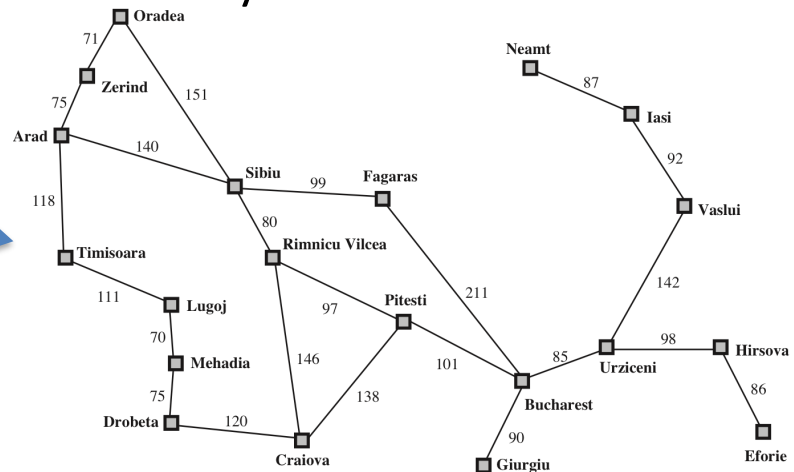 Oradea
71
Neamt
Zerind
87
75
151
Iasi
Arad
140
92
Sibiu
99
Fagaras
118
80
Vaslui
Timisoara
Rimnicu Vilcea
111
Lugoj
97
Pitesti
211
142
70
98
Hirsova
Mehadia
146
101
85
Urziceni
75
138
86
Bucharest
Drobeta
120
90
Craiova
Giurgiu
Eforie